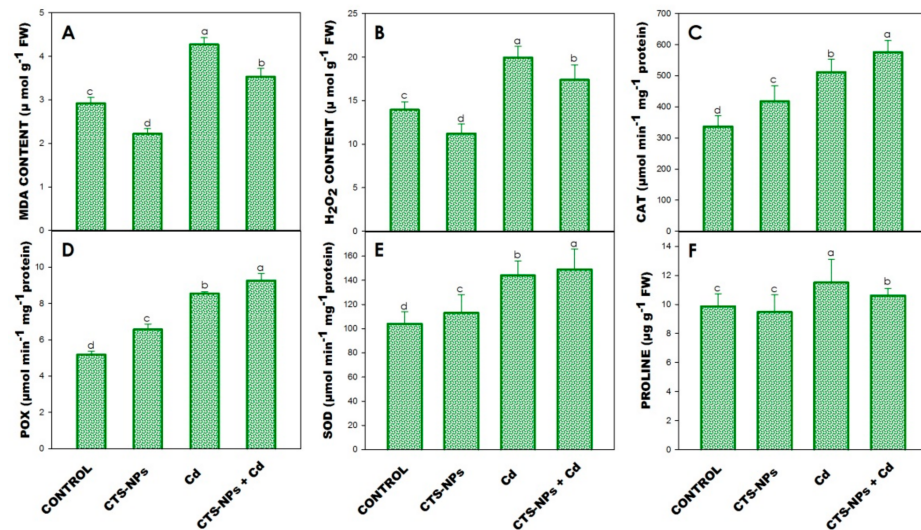 A
MDA CONTENT (µ mol g⁻¹ FW)
5
4
3
2
1
0
c
d
a
b
B
H₂O₂ CONTENT (µ mol g⁻¹ FW)
25
20
15
10
5
0
c
d
a
b
C
CAT (µmol min⁻¹ mg⁻¹ protein)
700
600
500
400
300
200
100
0
d
c
b
a
D
POX (µmol min⁻¹ mg⁻¹protein)
10
8
6
4
2
0
d
c
b
a
CONTROL
CTS-NPs
Cd
CTS-NPs + Cd
E
SOD (µmol min⁻¹ mg⁻¹protein)
160
140
120
100
80
60
40
20
0
d
c
b
a
CONTROL
CTS-NPs
Cd
CTS-NPs + Cd
F
PROLINE (µg g⁻¹ FW)
14
12
10
8
6
4
2
0
c
c
a
b
CONTROL
CTS-NPs
Cd
CTS-NPs + Cd